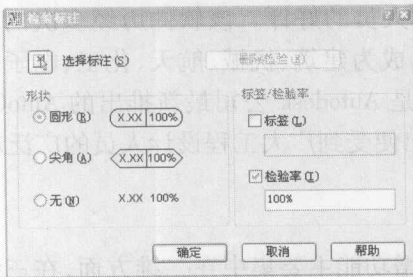 检验标注
选择标注(S)
删除检验(R)
形状
标签/检验率
圆形(R) X.XX 100%
标签(L)
尖角(A) X.XX 100%
检验率(I)
100%
无(N) X.XX 100%
确定 取消 帮助